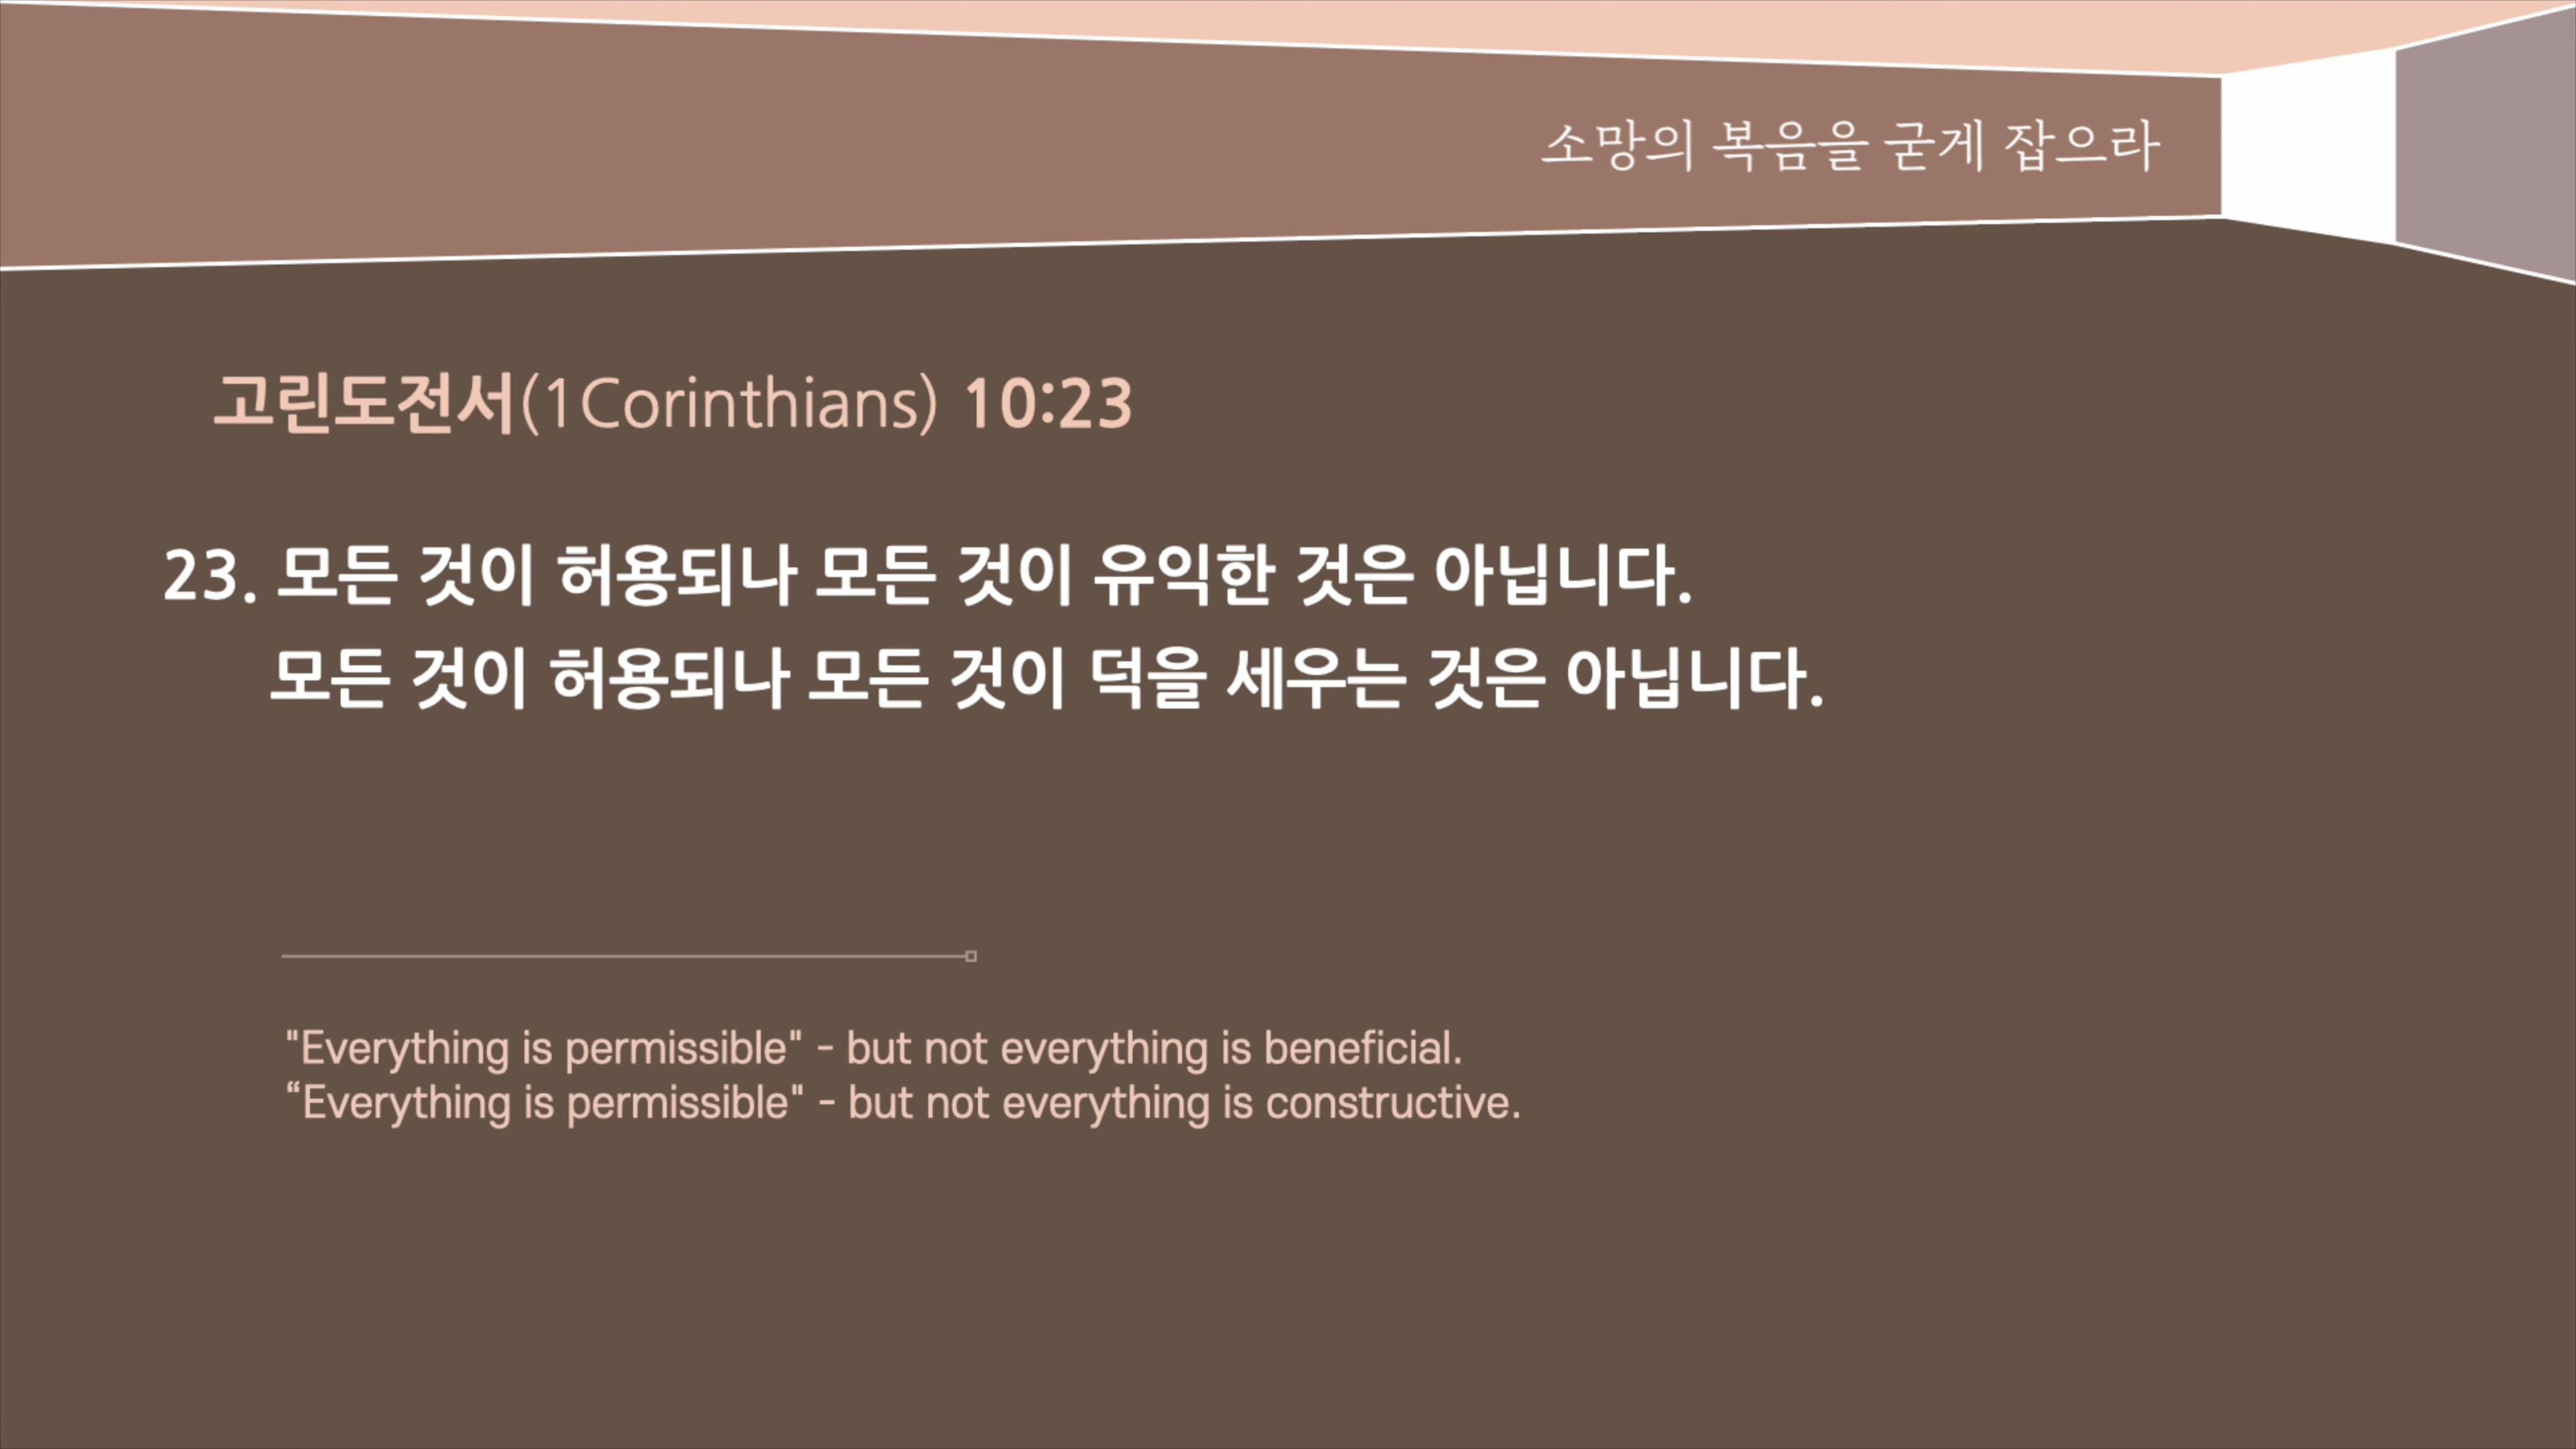 소망의 복음을 굳게 잡으라
고린도전서(1Corinthians) 10:23
23. 모든 것이 허용되나 모든 것이 유익한 것은 아닙니다.
모든 것이 허용되나 모든 것이 덕을 세우는 것은 아닙니다.
"Everything is permissible" - but not everything is beneficial.
“Everything is permissible" - but not everything is constructive.